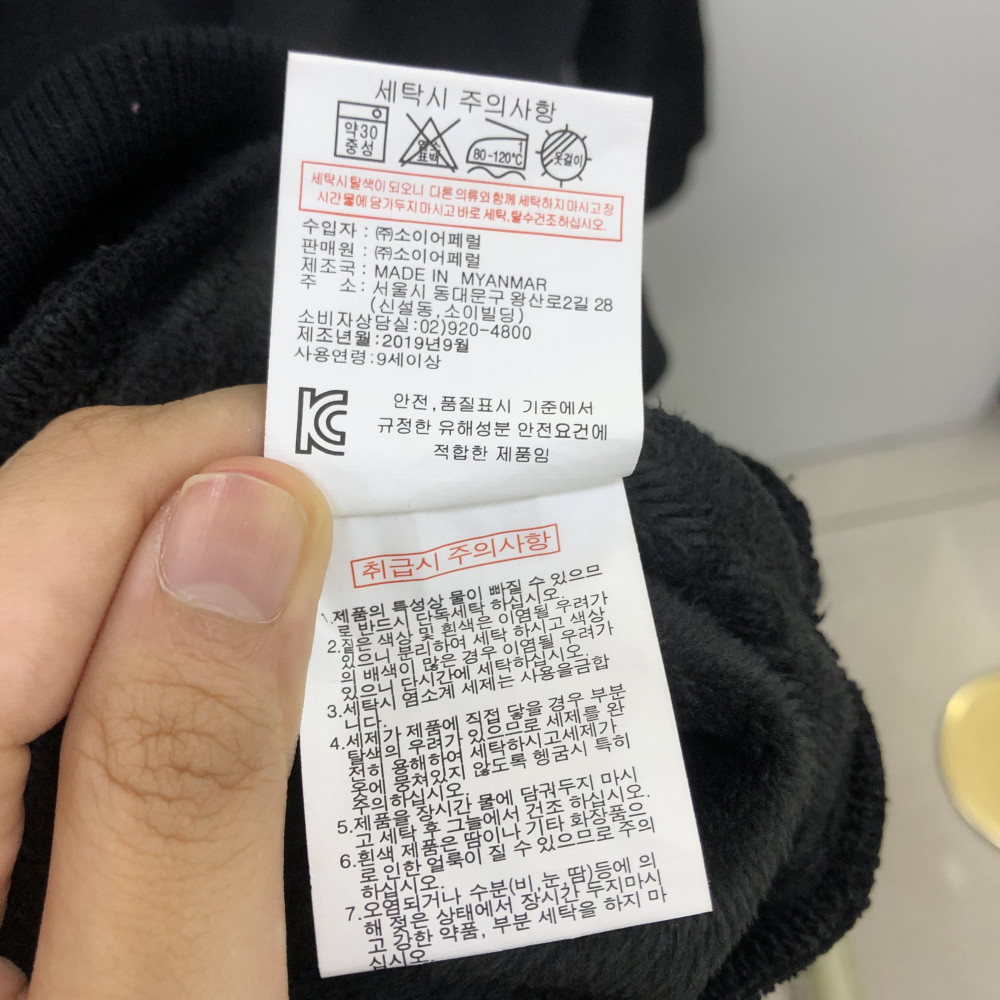 세탁시 주의사항
약30
중성
염소
표백
1
80-120℃
옷걸이
세탁시 탈색이 되오니 다른 의류와 함께 세탁하지 마시고 장
시간 물에 담가두지 마시고 바로 세탁, 탈수건조하십시오.
수입자 : ㈜소이어페럴
판매원 : ㈜소이어페럴
제조국 : MADE IN MYANMAR
주 소 : 서울시 동대문구 왕산로2길 28
(신설동, 소이빌딩)
소비자상담실:02)920-4800
제조년월:2019년9월
사용연령:9세이상
안전,품질표시 기준에서
규정한 유해성분 안전요건에
적합한 제품임
취급시 주의사항
제품의 특성상 물이 빠질 수 있으므
로 반드시 단독세탁 하십시오.
2.짙은 색상 및 흰색은 이염될 우려가
있으니 분리하여 세탁 하시고 색상
의 배색이 많은 경우 이염될 우려가
있으니 단시간에 세탁하십시오.
3.세탁시 염소계 세제는 사용을금합
니다.
4.세제가 제품에 직접 닿을 경우 부분
탈색의 우려가 있으므로 세제를 완
전히 용해하여 세탁하시고세제가
옷에 뭉쳐있지 않도록 헹굼시 특히
주의 하십시오.
5.제품을 장시간 물에 담궈두지 마시
고 세탁 후 그늘에서 건조 하십시오.
6.흰색 제품은 땀이나 기타 화장품으
로 인한 얼룩이 질 수 있으므로 주의
하십시오.
7.오염되거나 수분(비,눈,땀)등에 의
해 젖은 상태에서 장시간 두지마시
고 강한 약품, 부분 세탁을 하지 마
십시오.